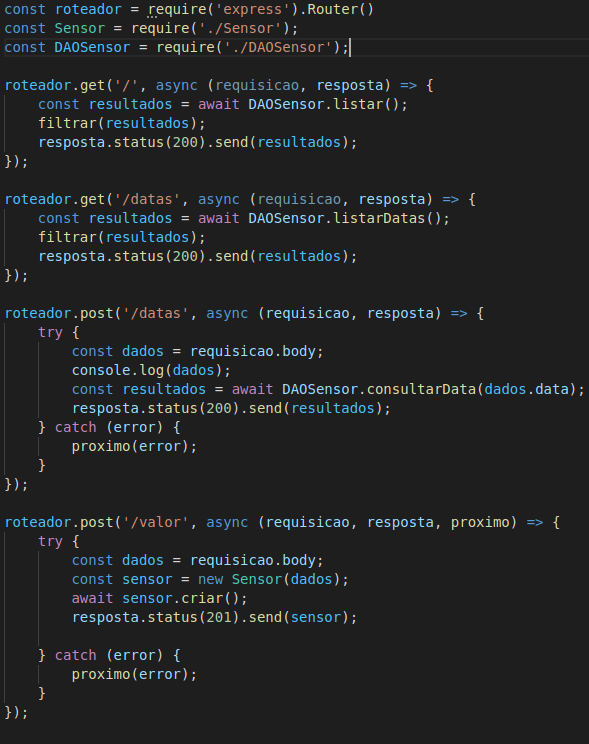 const roteador = require('express').Router()
const Sensor = require('./Sensor');
const DAOSensor = require('./DAOSensor');
roteador.get('/', async (requisicao, resposta) => {
    const resultados = await DAOSensor.listar();
    filtrar(resultados);
    resposta.status(200).send(resultados);
});
roteador.get('/datas', async (requisicao, resposta) => {
    const resultados = await DAOSensor.listarDatas();
    filtrar(resultados);
    resposta.status(200).send(resultados);
});
roteador.post('/datas', async (requisicao, resposta) => {
    try {
        const dados = requisicao.body;
        console.log(dados);
        const resultados = await DAOSensor.consultarData(dados.data);
        resposta.status(200).send(resultados);
    } catch (error) {
        proximo(error);
    }
});
roteador.post('/valor', async (requisicao, resposta, proximo) => {
    try {
        const dados = requisicao.body;
        const sensor = new Sensor(dados);
        await sensor.criar();
        resposta.status(201).send(sensor);
    } catch (error) {
        proximo(error);
    }
});